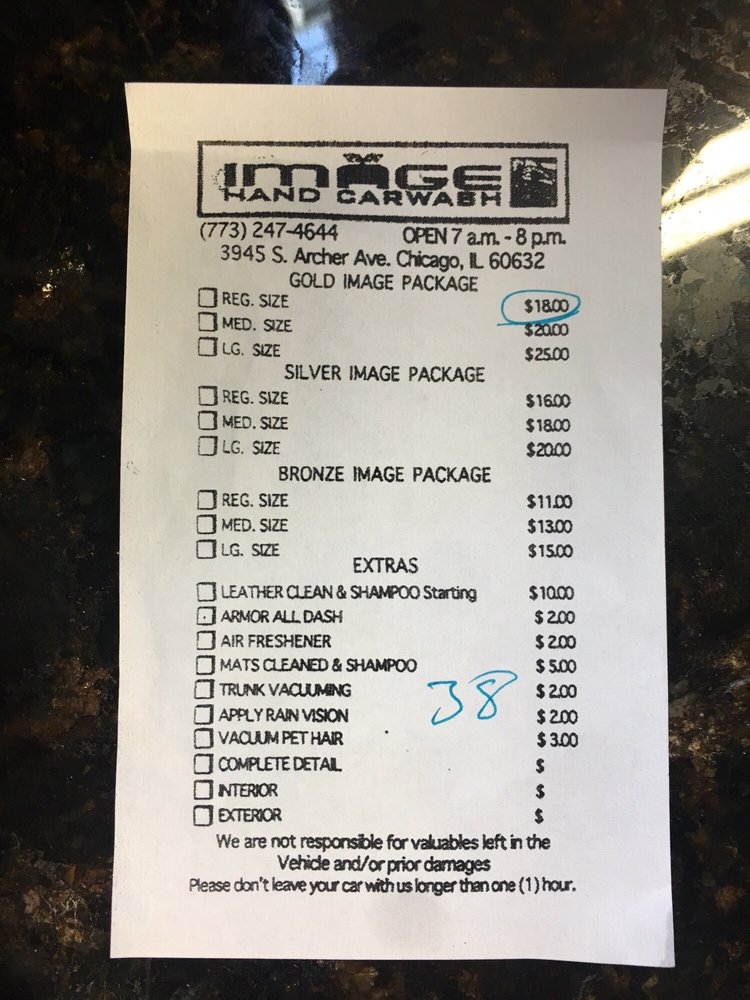 IMAGE
HAND CARWASH
(773) 247-4644 OPEN 7 a.m. - 8 p.m.
3945 S. Archer Ave. Chicago, IL 60632
GOLD IMAGE PACKAGE
REG. SIZE $18.00
MED. SIZE $20.00
LG. SIZE $25.00
SILVER IMAGE PACKAGE
REG. SIZE $16.00
MED. SIZE $18.00
LG. SIZE $20.00
BRONZE IMAGE PACKAGE
REG. SIZE $11.00
MED. SIZE $13.00
LG. SIZE $15.00
EXTRAS
LEATHER CLEAN & SHAMPOO Starting $10.00
ARMOR ALL DASH $ 2.00
AIR FRESHENER $ 2.00
MATS CLEANED & SHAMPOO $ 5.00
TRUNK VACUUMING $ 2.00
38
APPLY RAIN VISION $ 2.00
VACUUM PET HAIR $ 3.00
COMPLETE DETAIL $
INTERIOR $
EXTERIOR $
We are not responsible for valuables left in the
Vehicle and/or prior damages
Please don't leave your car with us longer than one (1) hour.